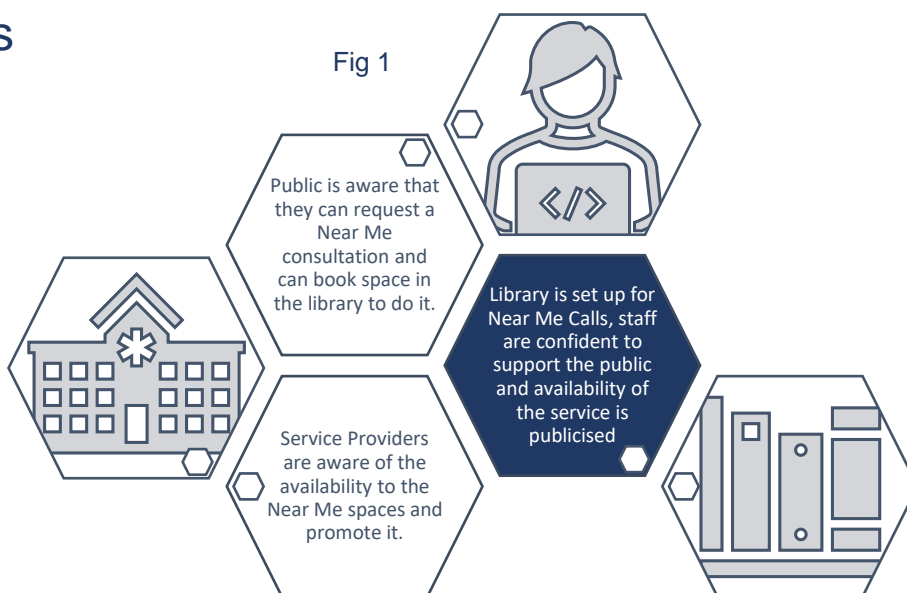 s
Fig 1
Public is aware that
they can request a
Near Me
consultation and
can book space in
the library to do it.
</>
Library is set up for
Near Me Calls, staff
are confident to
support the public
and availability of
the service is
publicised
Service Providers
are aware of the
availability to the
Near Me spaces and
promote it.